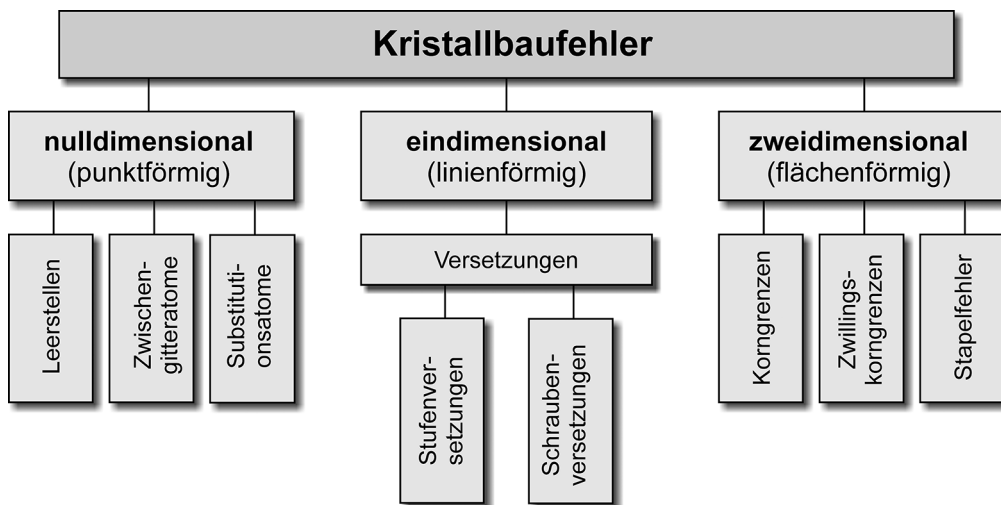 Kristallbaufehler
nulldimensional
(punktförmig)
eindimensional
(linienförmig)
zweidimensional
(flächenförmig)
Leerstellen
Zwischen-
gitteratome
Substituti-
onsatome
Versetzungen
Stufenver-
setzungen
Schrauben-
versetzungen
Korngrenzen
Zwillings-
korngrenzen
Stapelfehler